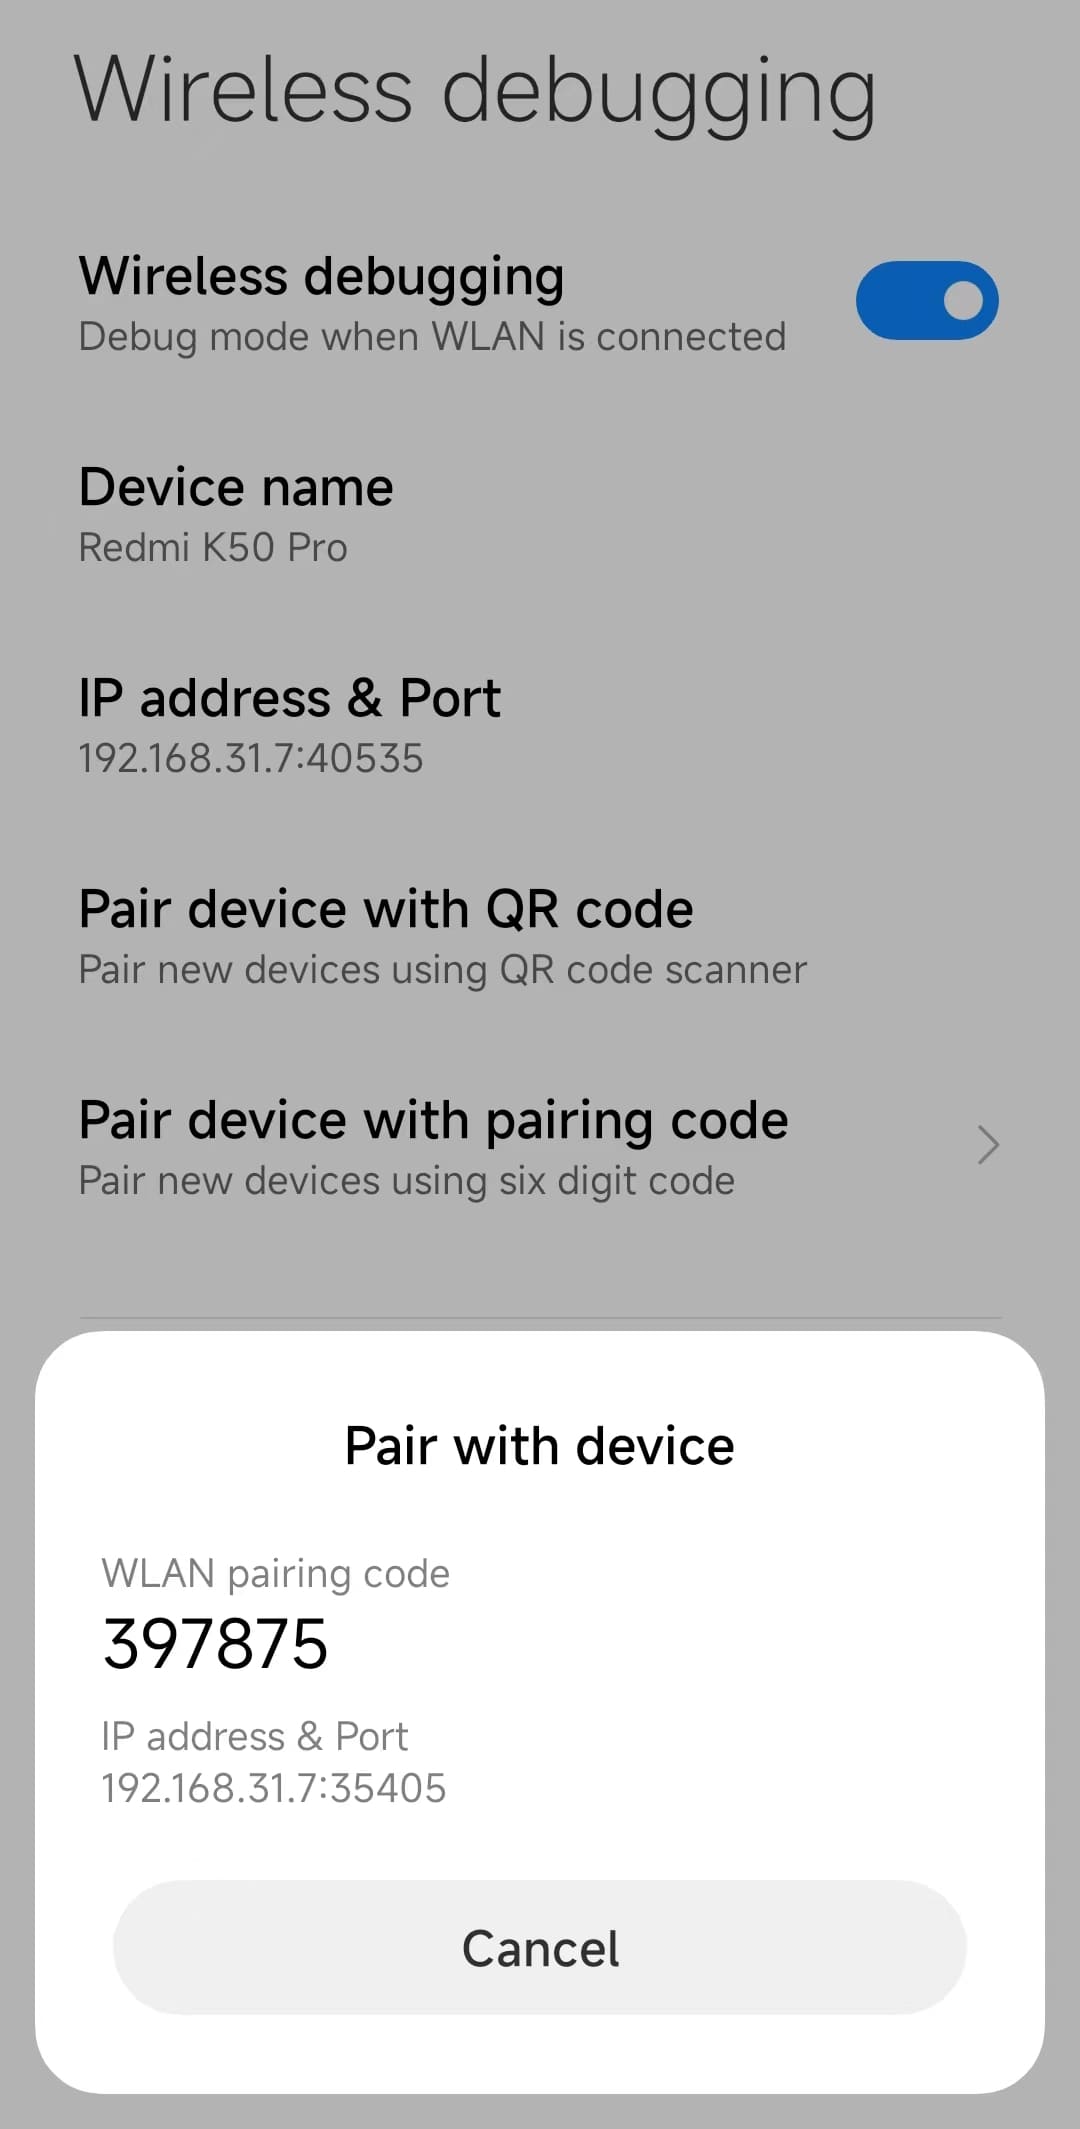 Wireless debugging
Wireless debugging
Debug mode when WLAN is connected
Device name
Redmi K50 Pro
IP address & Port
192.168.31.7:40535
Pair device with QR code
Pair new devices using QR code scanner
Pair device with pairing code
Pair new devices using six digit code
Pair with device
WLAN pairing code
397875
IP address & Port
192.168.31.7:35405
Cancel